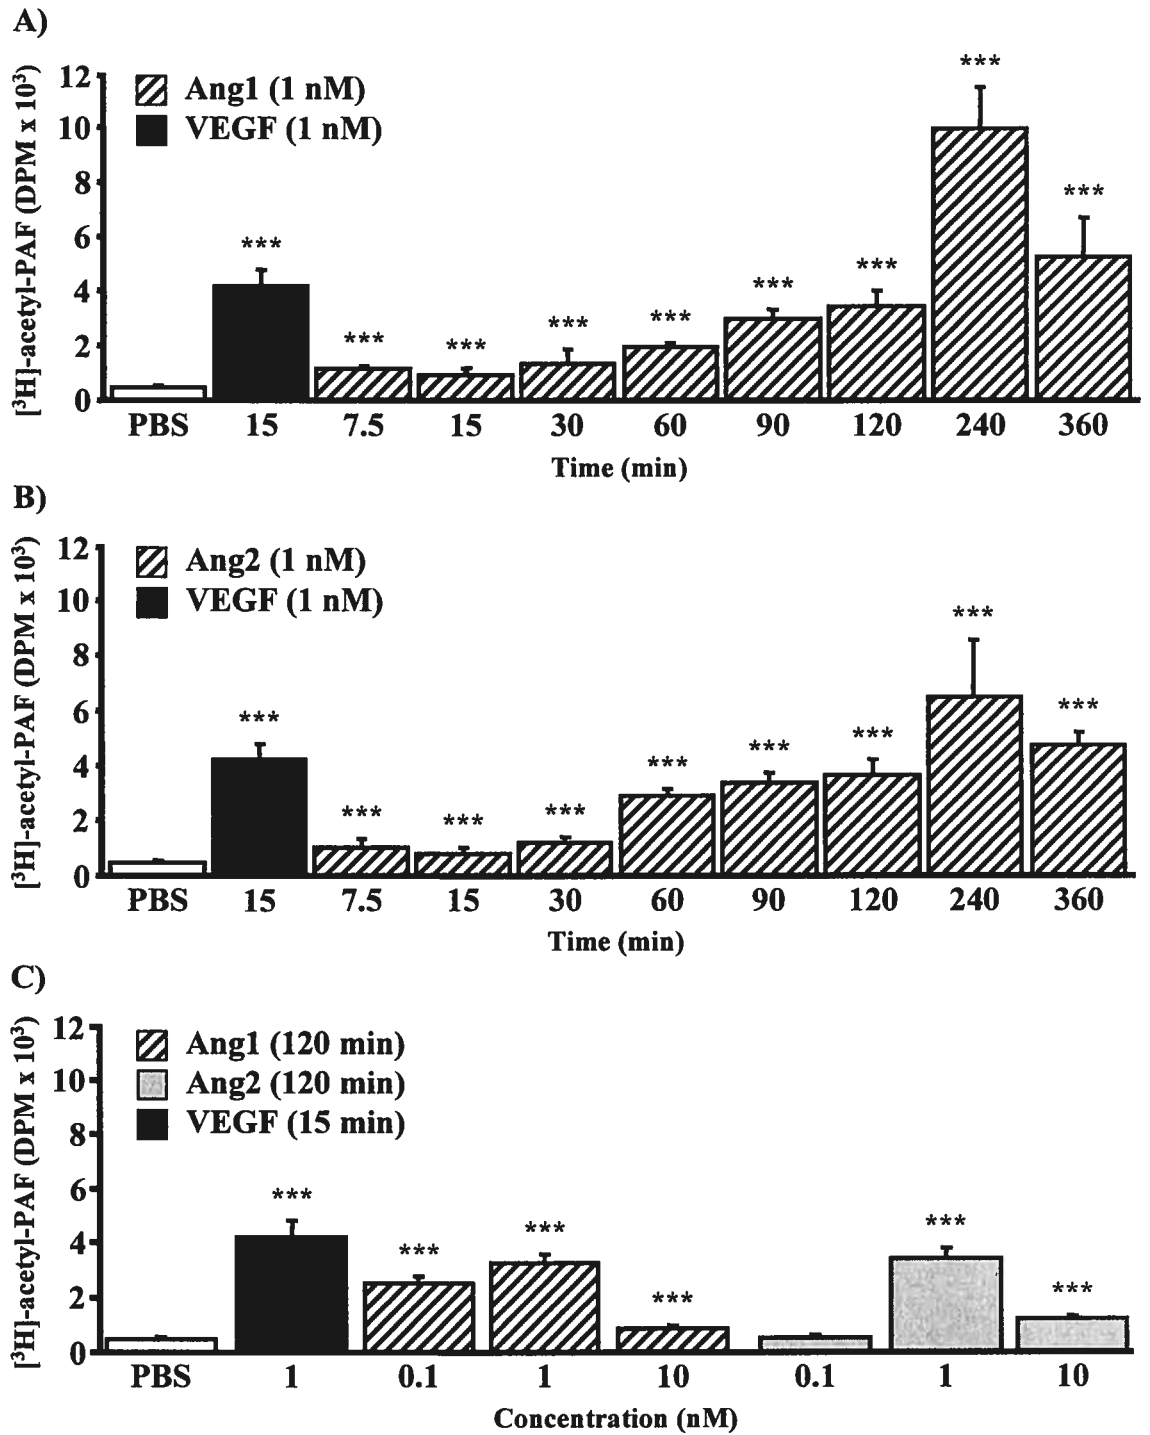 A)
[³H]-acetyl-PAF (DPM x 10³)
12
10
8
6
4
2
0
Ang1 (1 nM)
VEGF (1 nM)
***
***
***
***
***
***
***
***
***
PBS 15 7.5 15 30 60 90 120 240 360
Time (min)
B)
[³H]-acetyl-PAF (DPM x 10³)
12
10
8
6
4
2
0
Ang2 (1 nM)
VEGF (1 nM)
***
***
***
***
***
***
***
***
***
PBS 15 7.5 15 30 60 90 120 240 360
Time (min)
C)
[³H]-acetyl-PAF (DPM x 10³)
12
10
8
6
4
2
0
Ang1 (120 min)
Ang2 (120 min)
VEGF (15 min)
***
***
***
***
***
***
PBS 1 0.1 1 10 0.1 1 10
Concentration (nM)